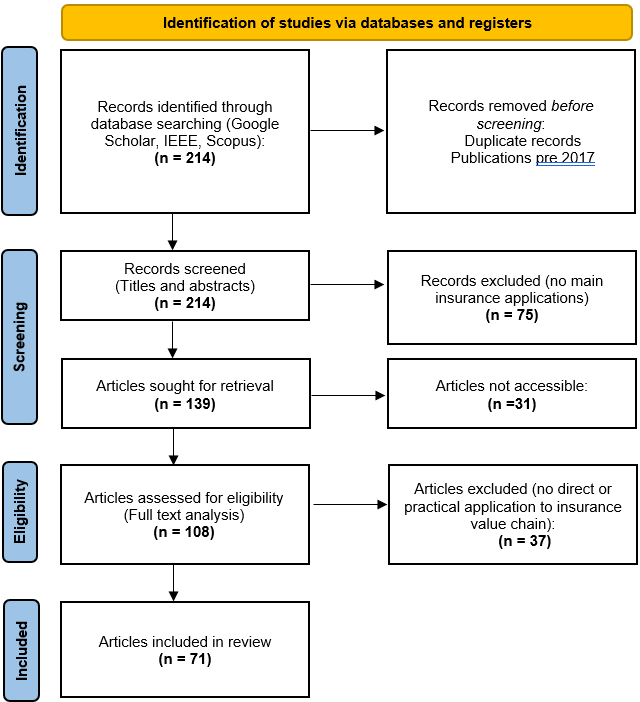 Identification of studies via databases and registers
Identification
Records identified through
database searching (Google
Scholar, IEEE, Scopus):
(n = 214)
Records removed before
screening:
Duplicate records
Publications pre 2017
Screening
Records screened
(Titles and abstracts)
(n = 214)
Records excluded (no main
insurance applications)
(n = 75)
Articles sought for retrieval
(n = 139)
Articles not accessible:
(n =31)
Eligibility
Articles assessed for eligibility
(Full text analysis)
(n = 108)
Articles excluded (no direct or
practical application to insurance
value chain):
(n = 37)
Included
Articles included in review
(n = 71)